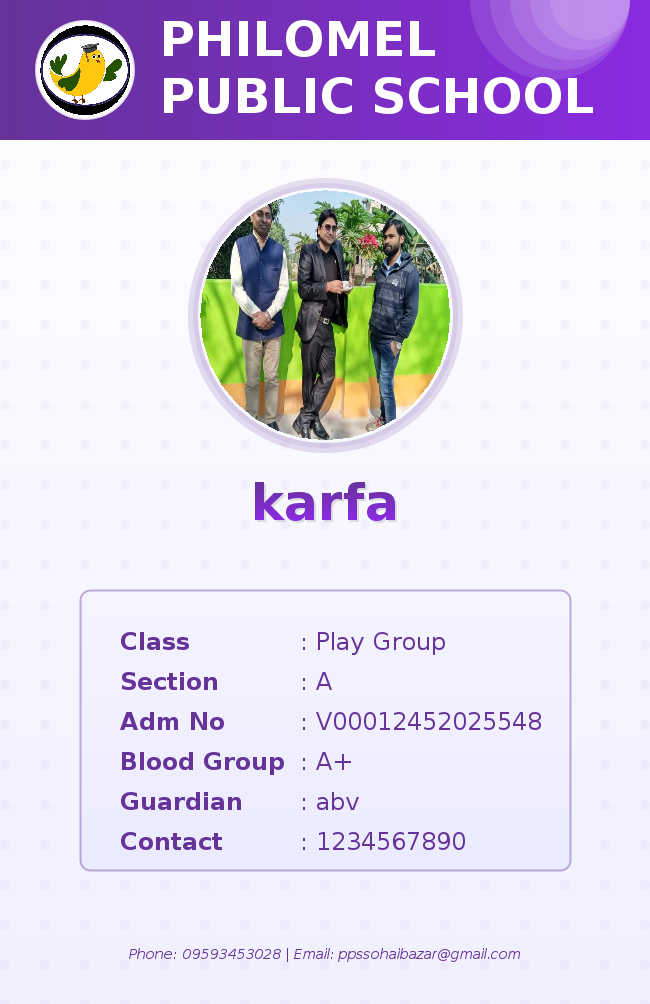 PHILOMEL
PUBLIC SCHOOL
karfa
Class : Play Group
Section : A
Adm No : V00012452025548
Blood Group : A+
Guardian : abv
Contact : 1234567890
Phone: 09593453028 | Email: ppssohaibazar@gmail.com